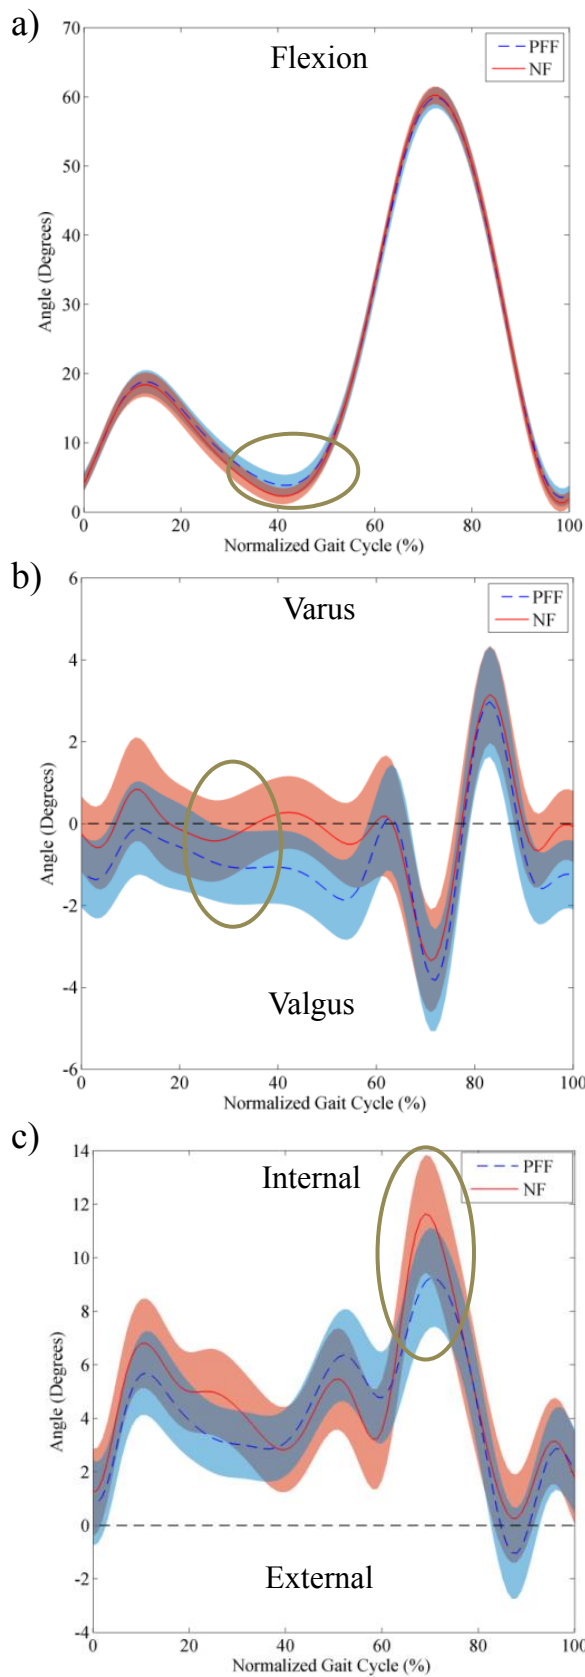 a)
Flexion
PFF
NF
70
60
50
40
30
20
10
0
Angle (Degrees)
0 20 40 60 80 100
Normalized Gait Cycle (%)
b)
Varus
PFF
NF
6
4
2
0
-2
-4
-6
Angle (Degrees)
Valgus
0 20 40 60 80 100
Normalized Gait Cycle (%)
c)
Internal
PFF
NF
14
12
10
8
6
4
2
0
-2
-4
Angle (Degrees)
External
0 20 40 60 80 100
Normalized Gait Cycle (%)